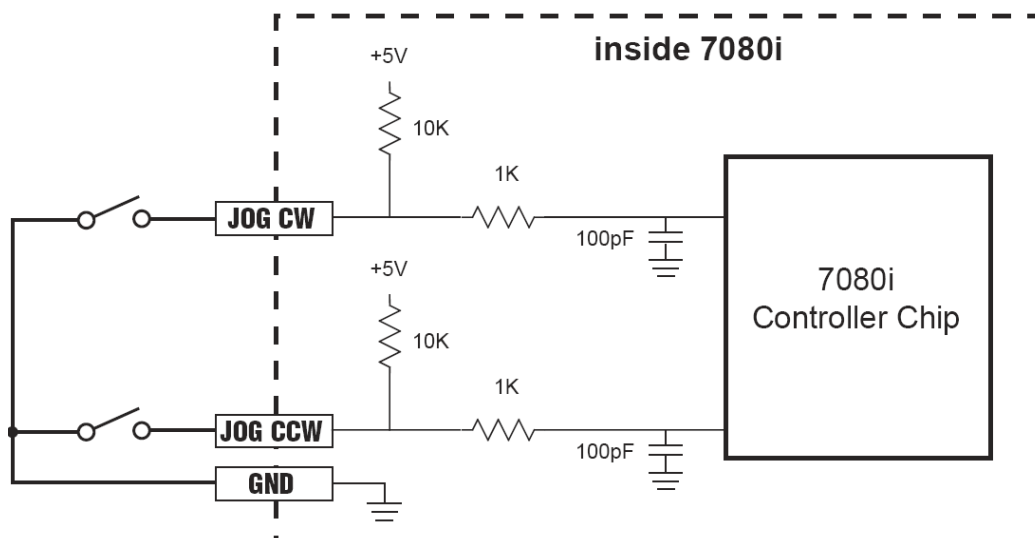 inside 7080i
+5V
10K
1K
JOG CW
100pF
+5V
7080i
Controller Chip
10K
1K
JOG CCW
100pF
GND